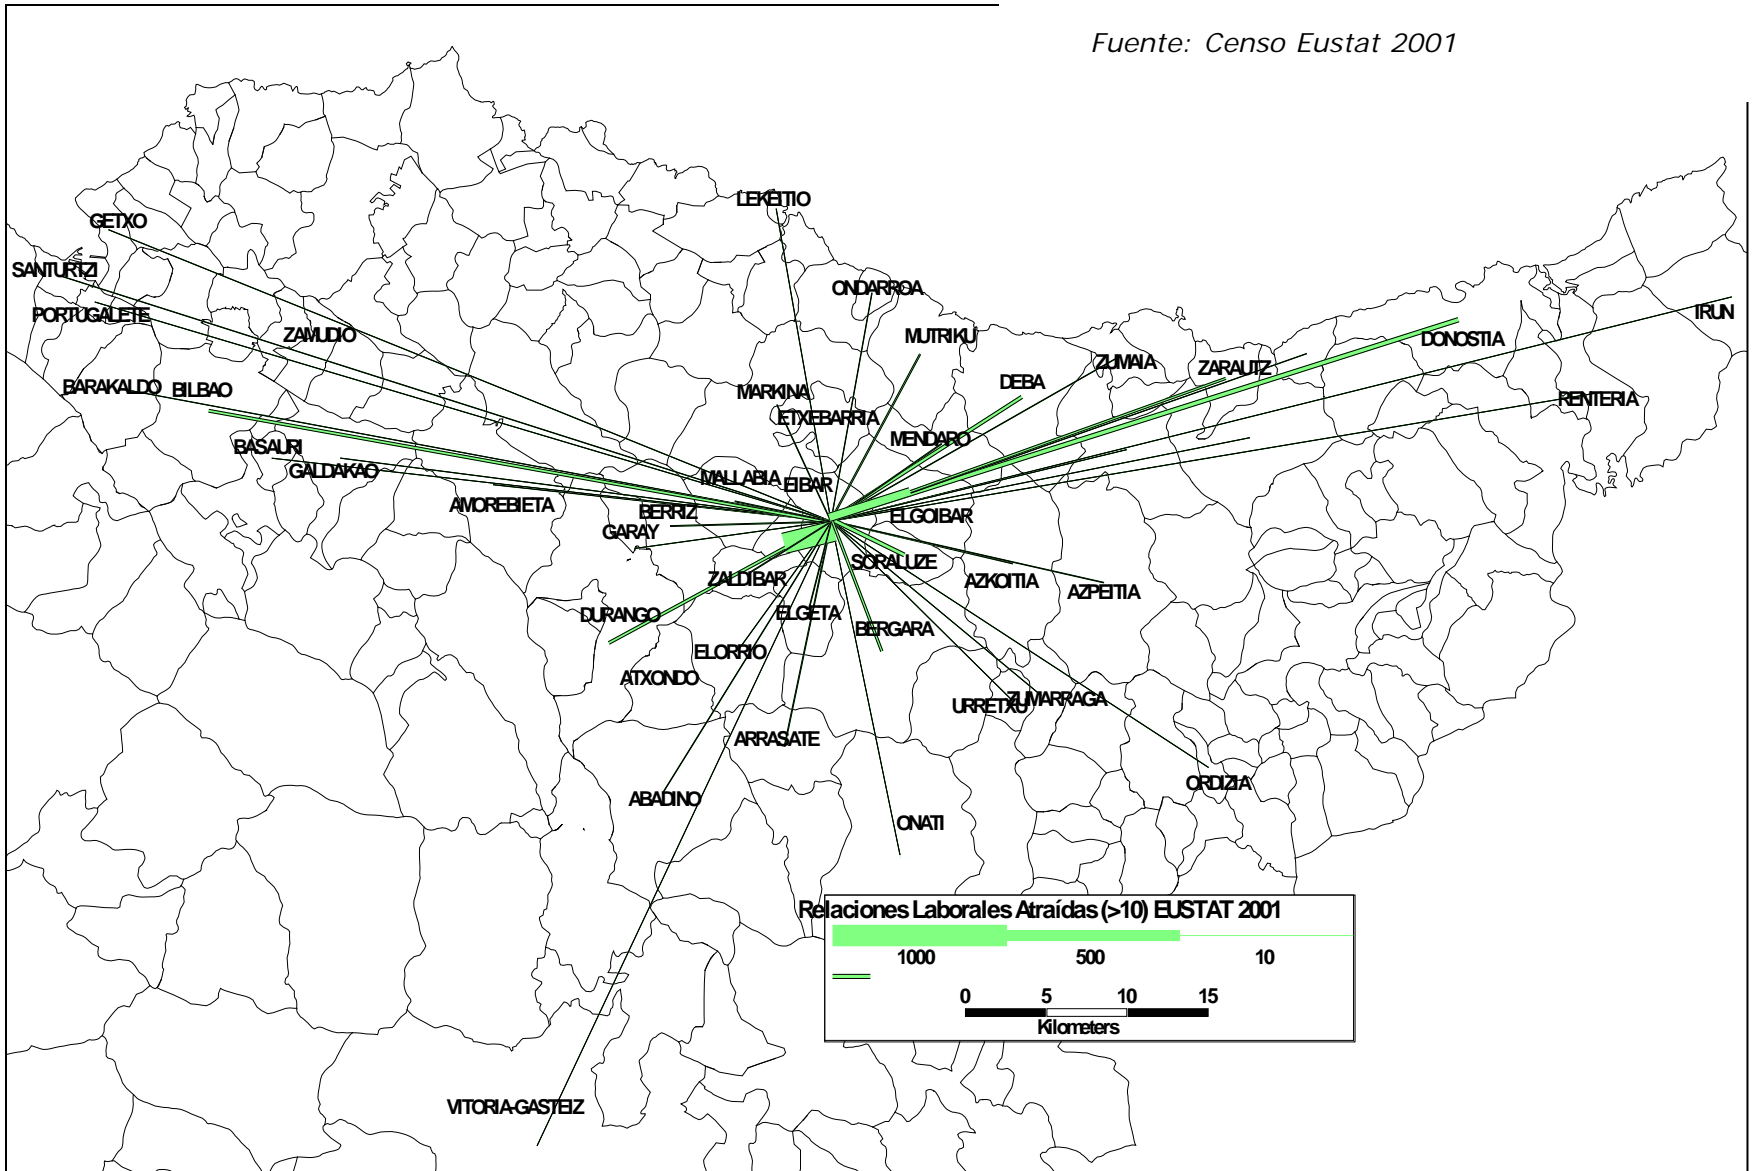 Fuente: Censo Eustat 2001
LEKEITIO
GETXO
SANTURTZI
ONDARROA
PORTUGALETE
IRUN
ZAMUDIO
MUTRIKU
DONOSTIA
ZUMAIA
ZARAUTZ
DEBA
BARAKALDO
BILBAO
MARKINA
RENTERIA
ETXEBARRIA
MENDARO
BASAURI
GALDAKAO
MALLABIA
EIBAR
AMOREBIETA
BERRIZ
ELGOIBAR
GARAY
SORALUZE
ZALDIBAR
AZKOITIA
AZPEITIA
DURANGO
ELGETA
BERGARA
ELORRIO
ATXONDO
URRETXU
ZUMARRAGA
ARRASATE
ORDIZIA
ABADINO
ONATI
Relaciones Laborales Atraídas (>10) EUSTAT 2001
1000 500 10
0 5 10 15
Kilometers
VITORIA-GASTEIZ